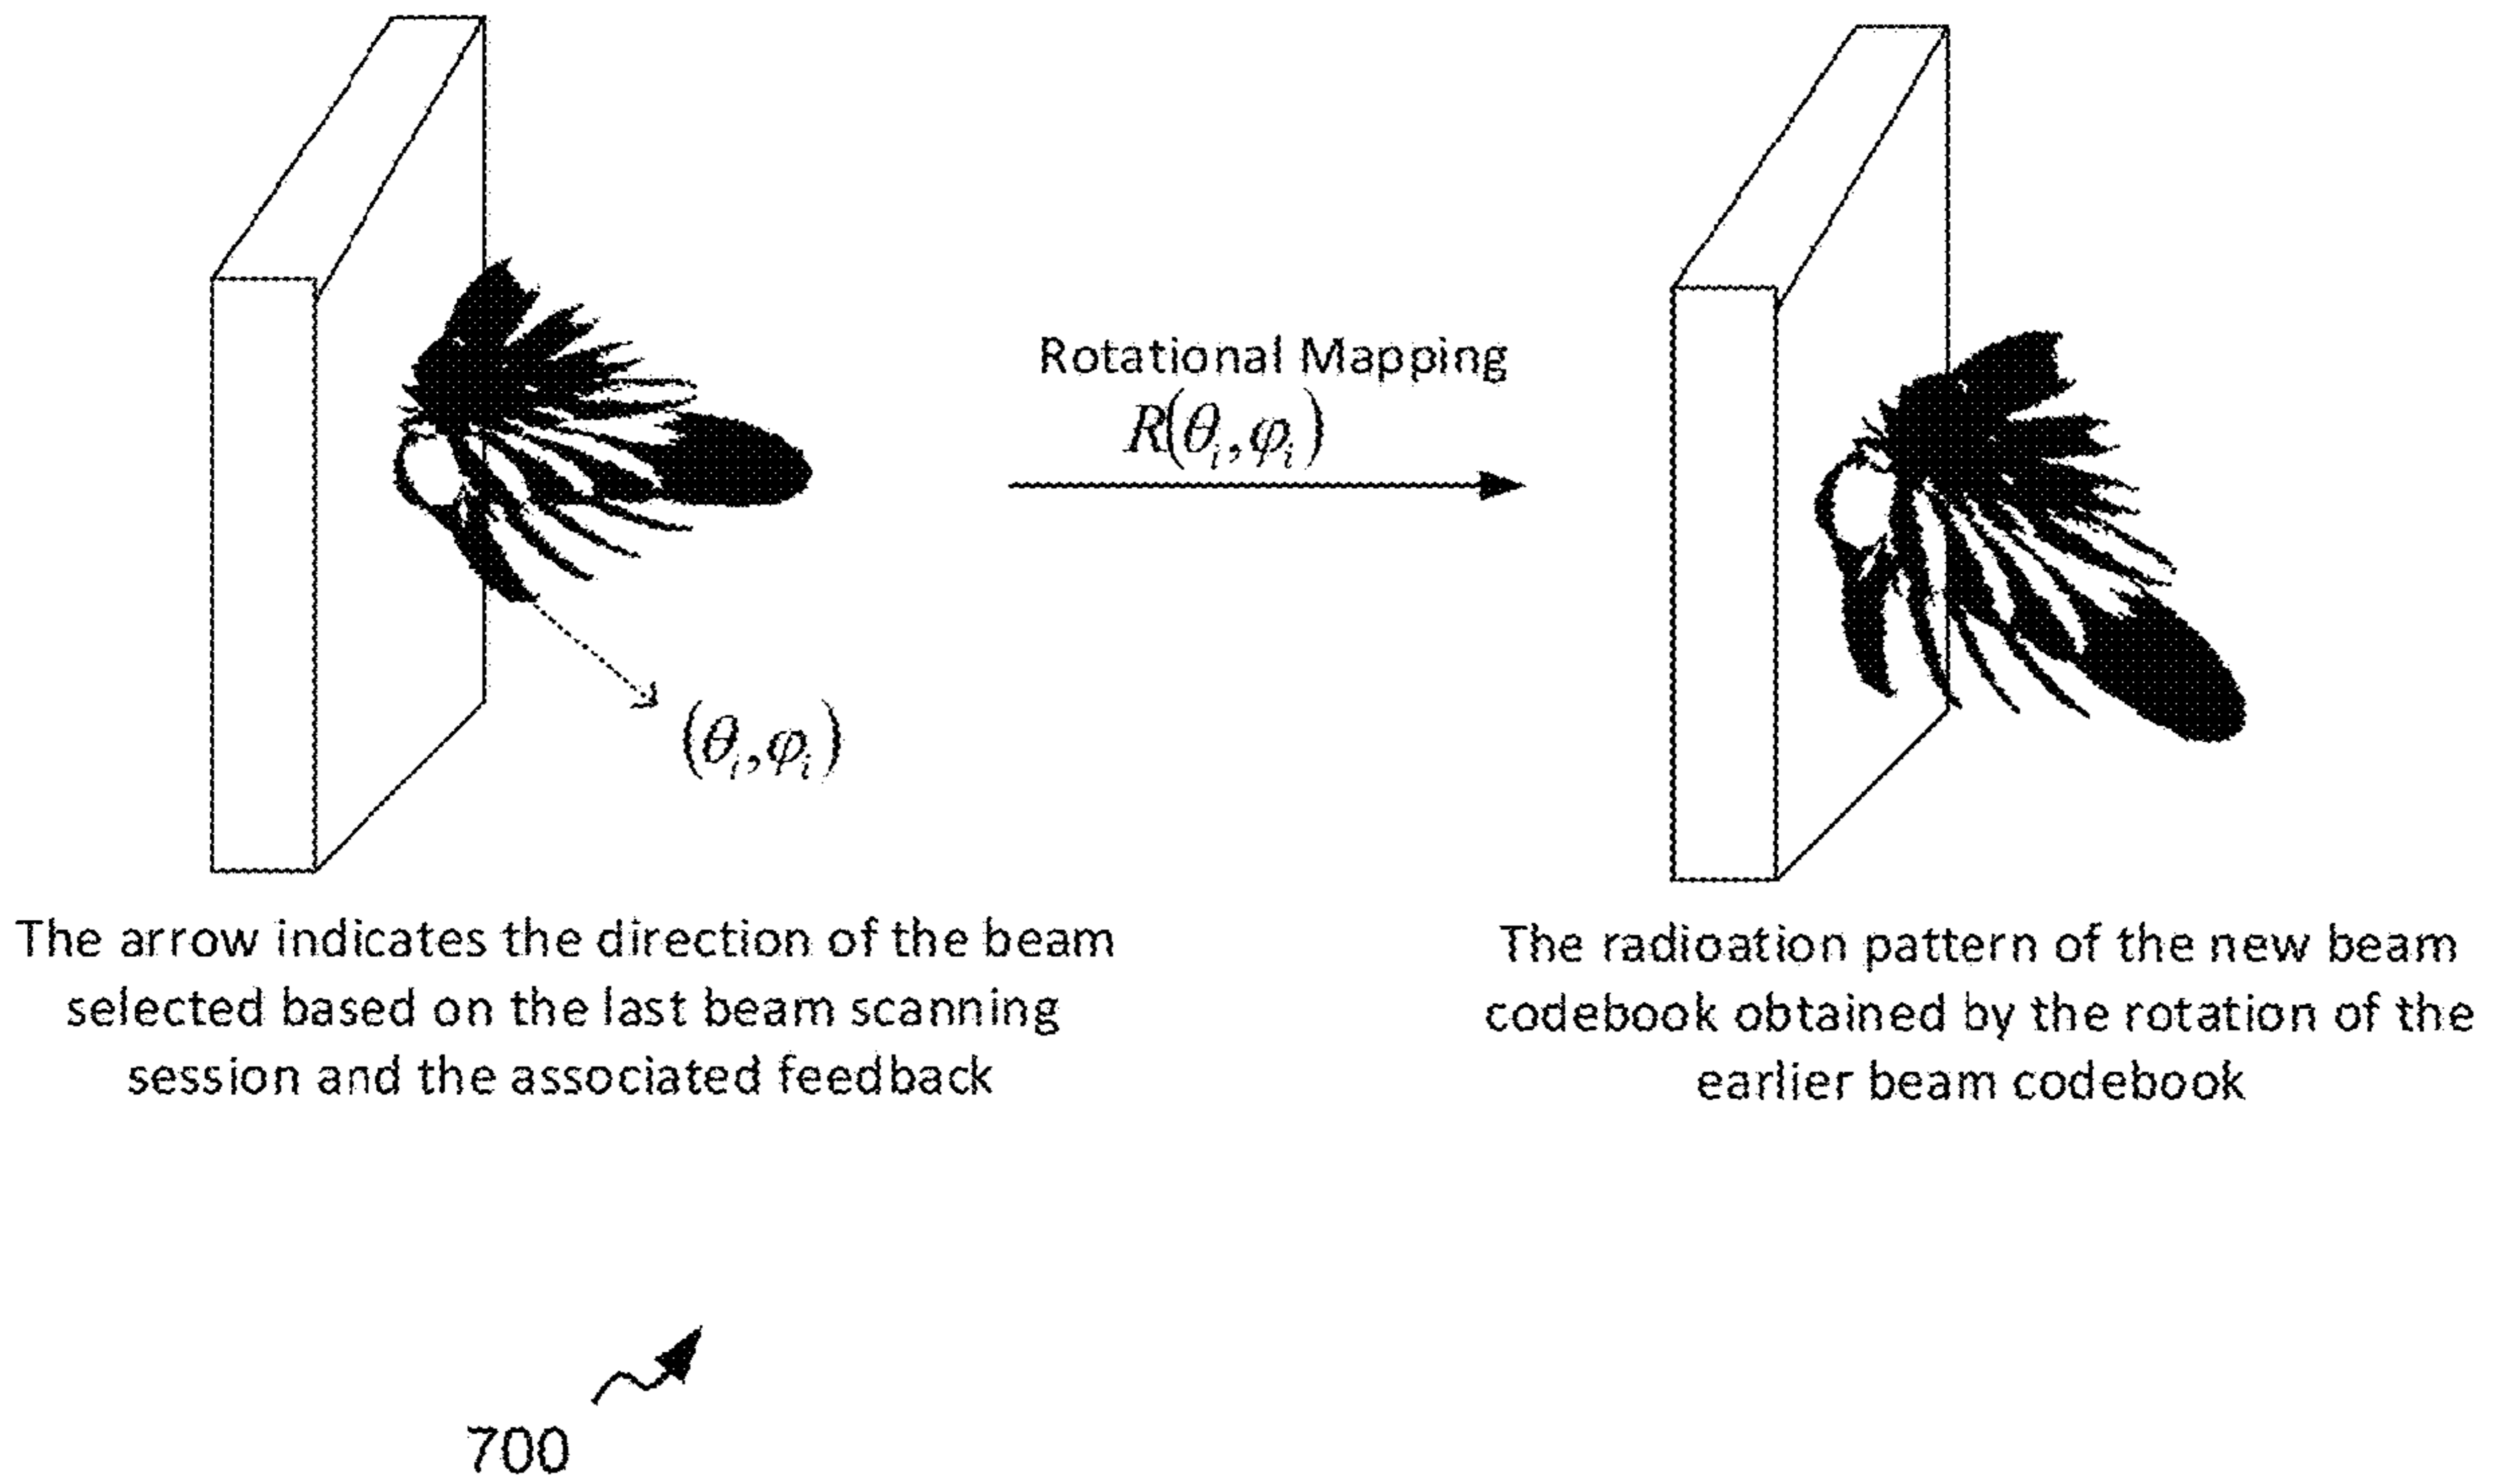 Rotational Mapping
R(θᵢ,φᵢ)
(θᵢ,φᵢ)
The arrow indicates the direction of the beam
selected based on the last beam scanning
session and the associated feedback
The radioation pattern of the new beam
codebook obtained by the rotation of the
earlier beam codebook
700